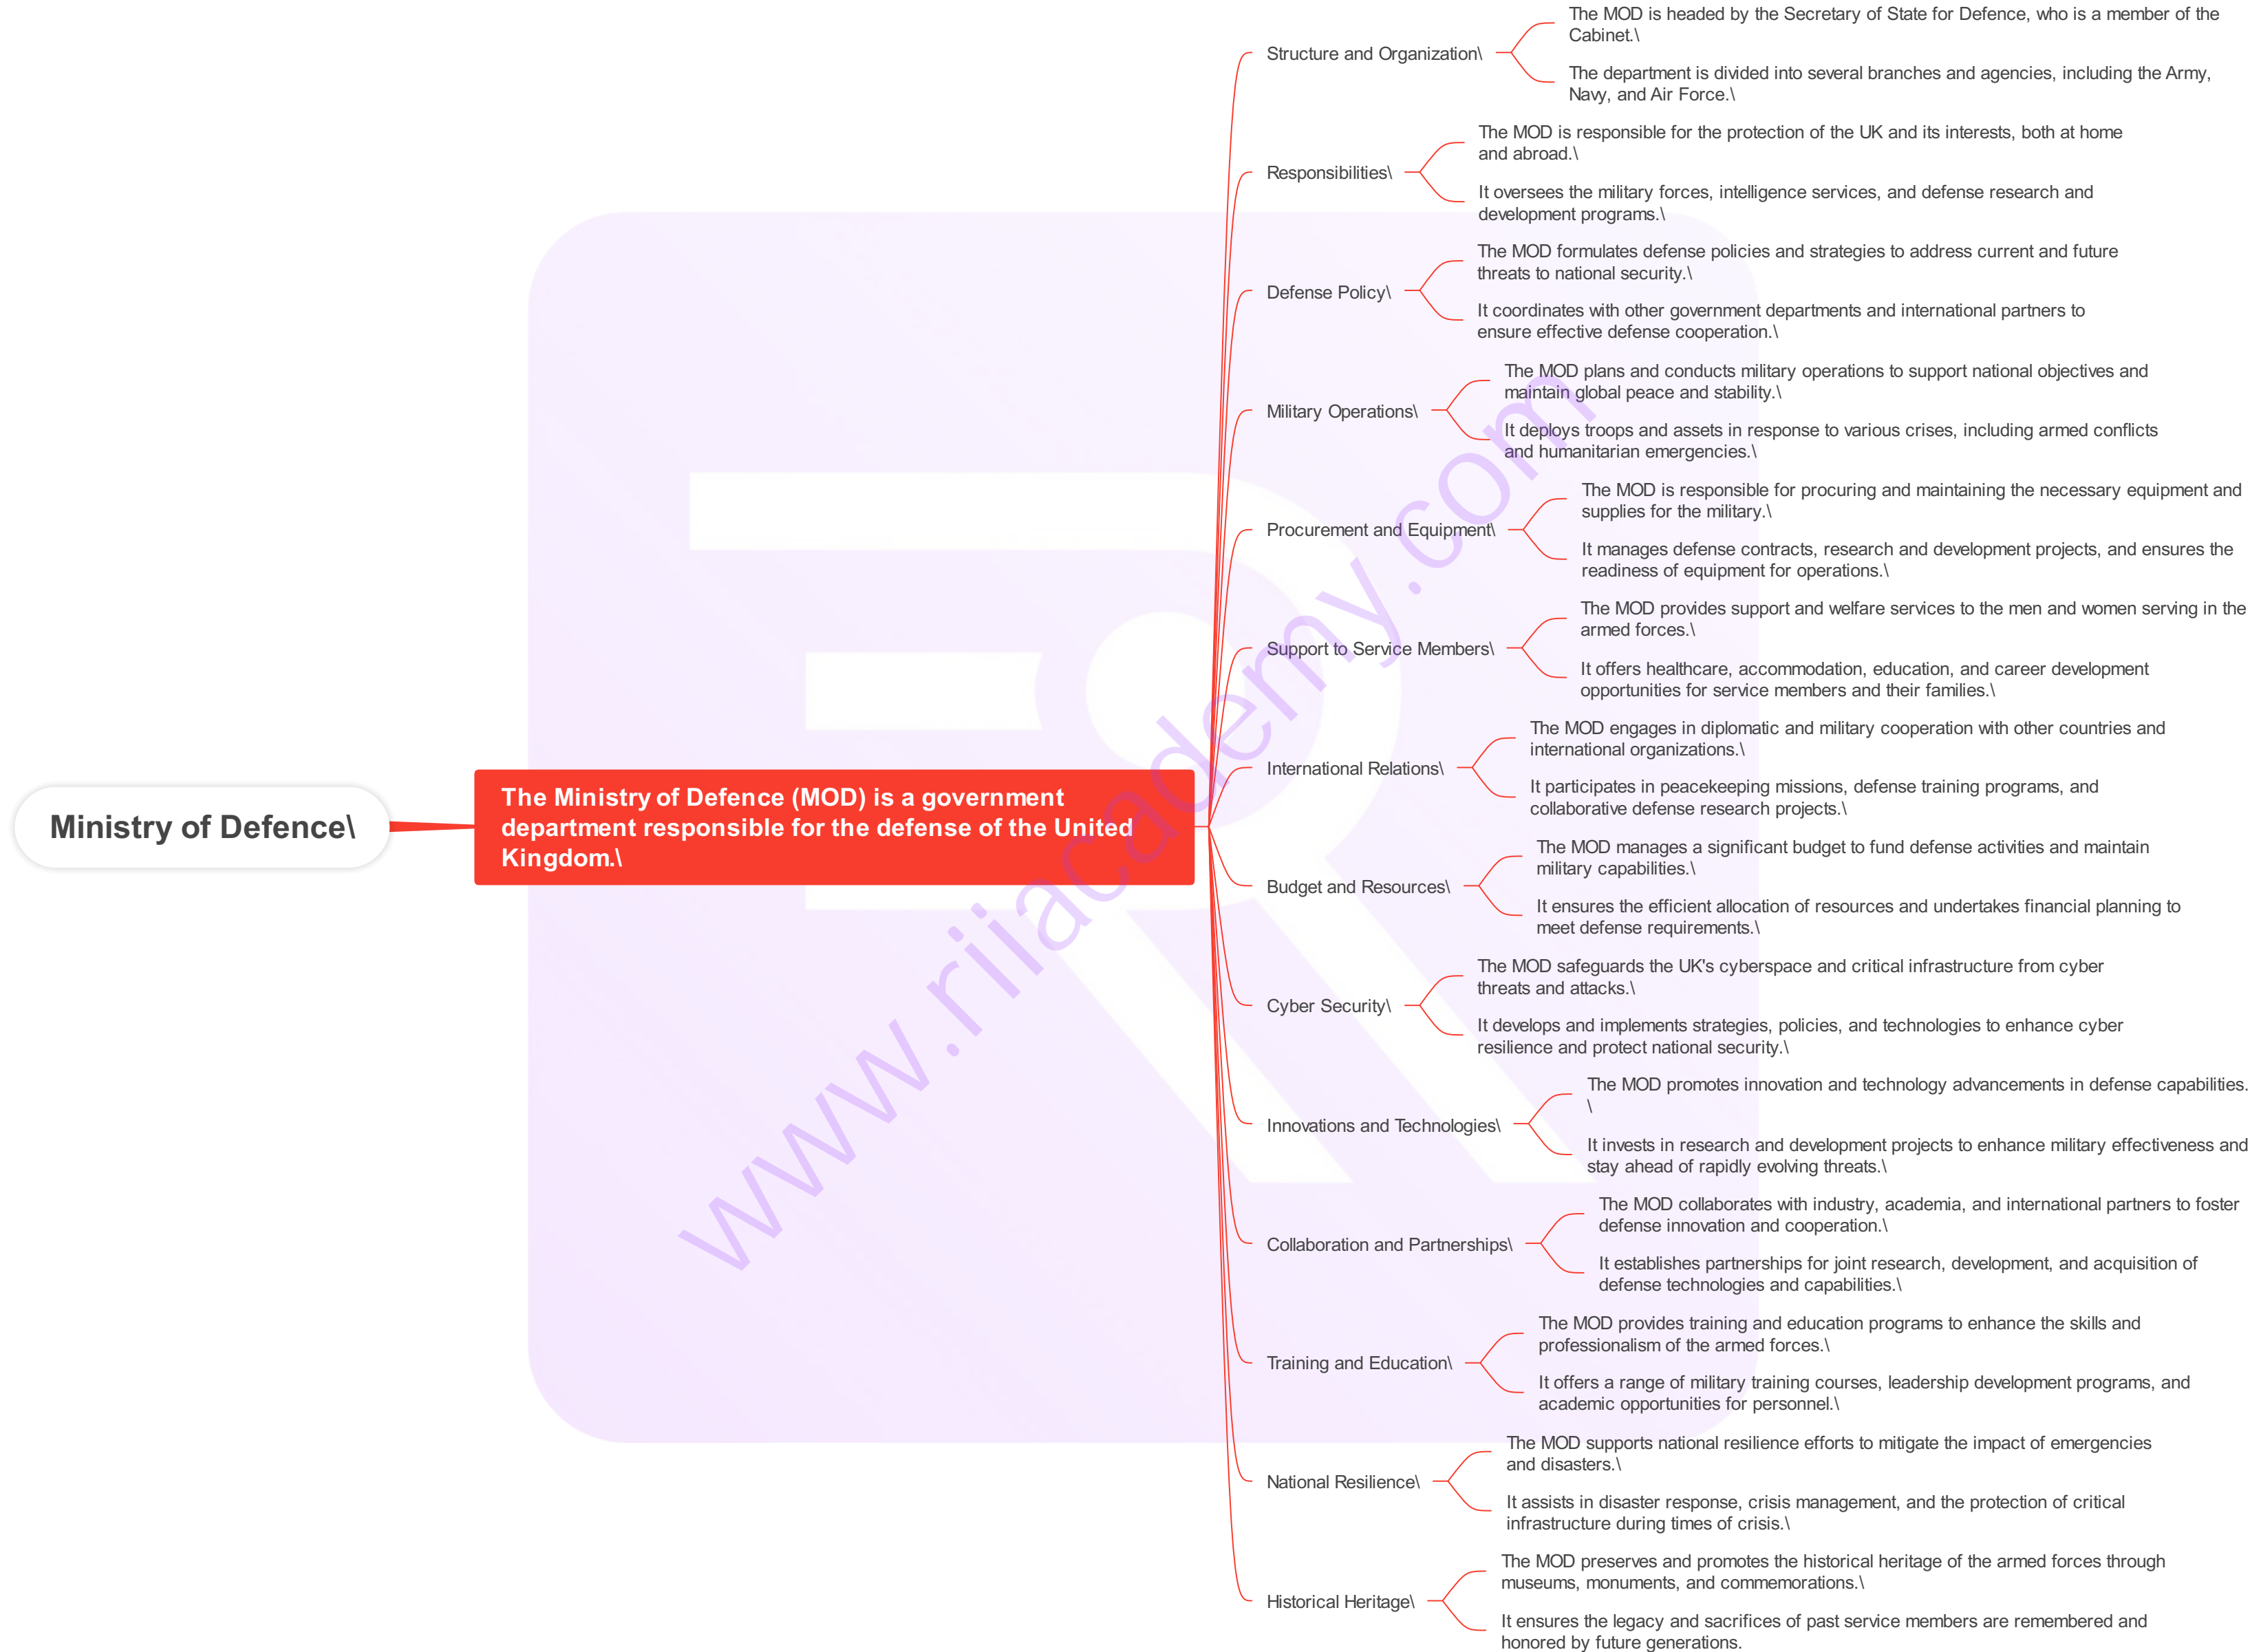 Ministry of Defence\
The Ministry of Defence (MOD) is a government
department responsible for the defense of the United
Kingdom.\
Structure and Organization\
The MOD is headed by the Secretary of State for Defence, who is a member of the
Cabinet.\
The department is divided into several branches and agencies, including the Army,
Navy, and Air Force.\
Responsibilities\
The MOD is responsible for the protection of the UK and its interests, both at home
and abroad.\
It oversees the military forces, intelligence services, and defense research and
development programs.\
Defense Policy\
The MOD formulates defense policies and strategies to address current and future
threats to national security.\
It coordinates with other government departments and international partners to
ensure effective defense cooperation.\
Military Operations\
The MOD plans and conducts military operations to support national objectives and
maintain global peace and stability.\
It deploys troops and assets in response to various crises, including armed conflicts
and humanitarian emergencies.\
Procurement and Equipment\
The MOD is responsible for procuring and maintaining the necessary equipment and
supplies for the military.\
It manages defense contracts, research and development projects, and ensures the
readiness of equipment for operations.\
Support to Service Members\
The MOD provides support and welfare services to the men and women serving in the
armed forces.\
It offers healthcare, accommodation, education, and career development
opportunities for service members and their families.\
International Relations\
The MOD engages in diplomatic and military cooperation with other countries and
international organizations.\
It participates in peacekeeping missions, defense training programs, and
collaborative defense research projects.\
Budget and Resources\
The MOD manages a significant budget to fund defense activities and maintain
military capabilities.\
It ensures the efficient allocation of resources and undertakes financial planning to
meet defense requirements.\
Cyber Security\
The MOD safeguards the UK's cyberspace and critical infrastructure from cyber
threats and attacks.\
It develops and implements strategies, policies, and technologies to enhance cyber
resilience and protect national security.\
Innovations and Technologies\
The MOD promotes innovation and technology advancements in defense capabilities.
\
It invests in research and development projects to enhance military effectiveness and
stay ahead of rapidly evolving threats.\
Collaboration and Partnerships\
The MOD collaborates with industry, academia, and international partners to foster
defense innovation and cooperation.\
It establishes partnerships for joint research, development, and acquisition of
defense technologies and capabilities.\
Training and Education\
The MOD provides training and education programs to enhance the skills and
professionalism of the armed forces.\
It offers a range of military training courses, leadership development programs, and
academic opportunities for personnel.\
National Resilience\
The MOD supports national resilience efforts to mitigate the impact of emergencies
and disasters.\
It assists in disaster response, crisis management, and the protection of critical
infrastructure during times of crisis.\
Historical Heritage\
The MOD preserves and promotes the historical heritage of the armed forces through
museums, monuments, and commemorations.\
It ensures the legacy and sacrifices of past service members are remembered and
honored by future generations.
www.rijacademy.com